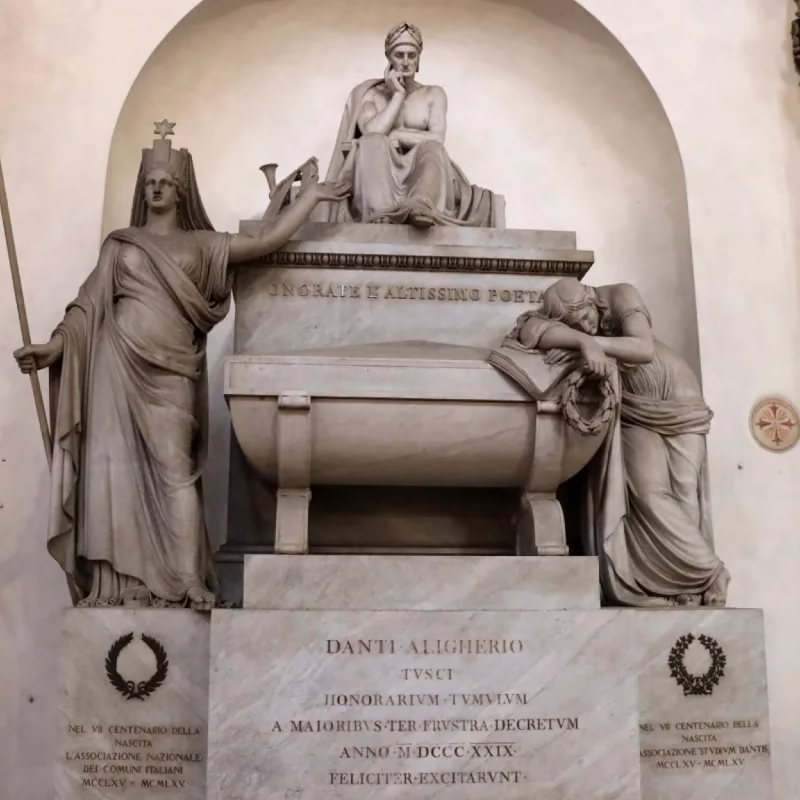 ONORATE L'ALTISSIMO POETA
DANTI·ALIGHERIO
TVSCI
HONORARIVM·TVMVLVM
A MAIORIBVS·TER·FRVSTRA·DECRETVM
ANNO·M̅·DCCC·XXIX·
FELICITER·EXCITARVNT·
NEL VII CENTENARIO DELLA
NASCITA
L'ASSOCIAZIONE NAZIONALE
DEI COMUNI ITALIANI
MCCLXV - MCMLXV
NEL VII CENTENARIO DELLA
NASCITA
ASSOCIAZIONE "STVDIVM DANTIS
MCCLXV-MCMLXV